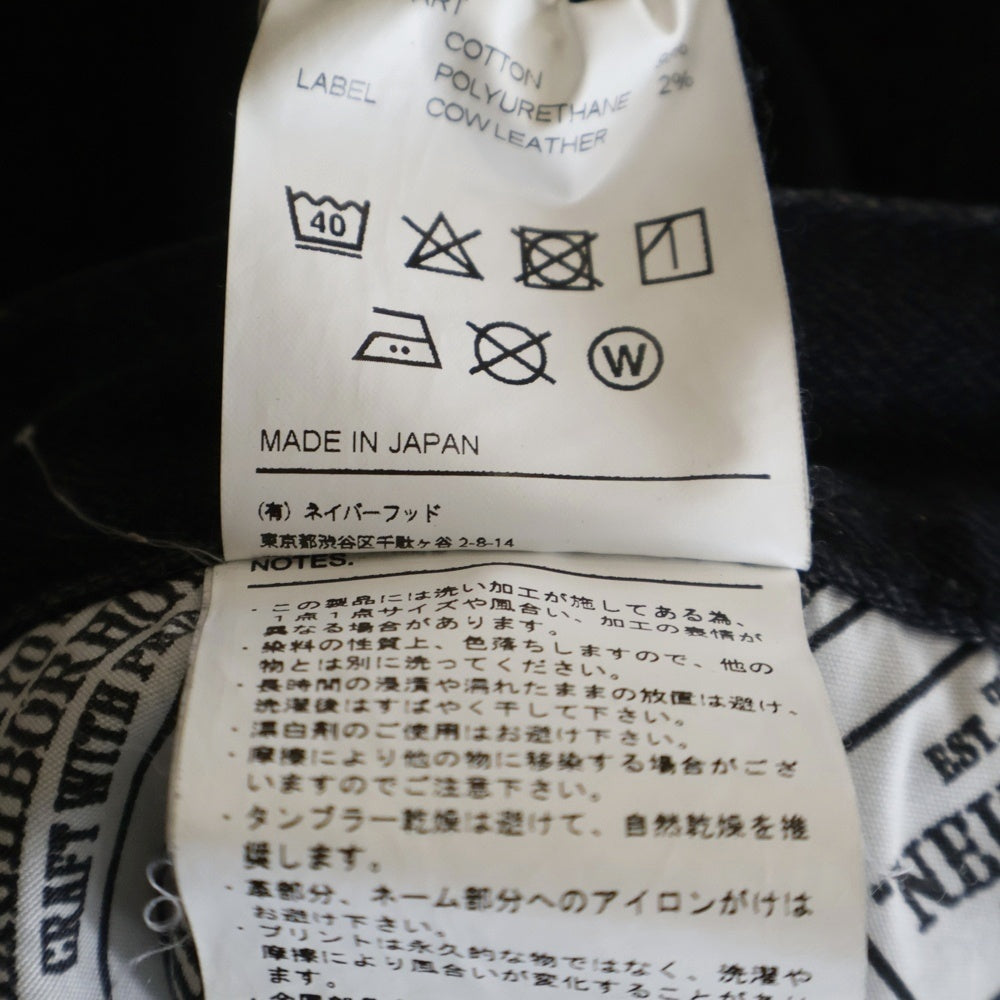 COTTON
POLYURETHANE 2%
LABEL COW LEATHER
40
W
MADE IN JAPAN
(有) ネイバーフッド
東京都渋谷区千駄ヶ谷 2-8-14
NOTES.
・この製品には洗い加工が施してある為、
1点1点サイズや風合い、加工の表情が
異なる場合があります。
・染料の性質上、色落ちしますので、他の
物とは別に洗ってください。
・長時間の浸漬や濡れたままの放置は避け、
洗濯後はすばやく干して下さい。
・漂白剤のご使用はお避け下さい。
・摩擦により他の物に移染する場合がござ
いますのでご注意下さい。
・タンブラー乾燥は避けて、自然乾燥を推
奨します。
・革部分、ネーム部分へのアイロンがけは
お避け下さい。
・プリントは永久的な物ではなく、洗濯や
摩擦により風合いが変化することがあり
ます。
CRAFT WITH
EST.